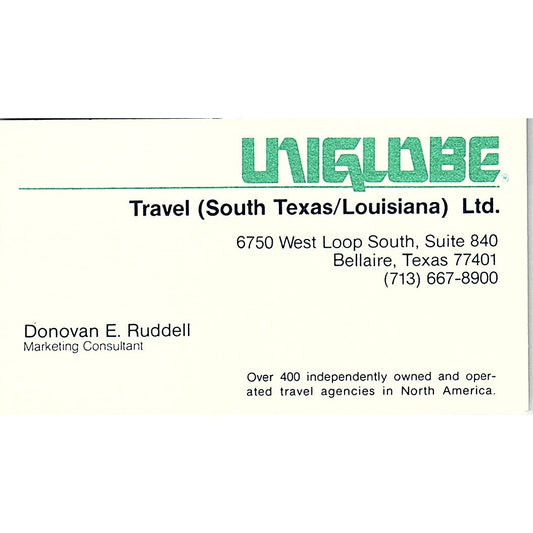 UNIGLOBE®
Travel (South Texas/Louisiana) Ltd.
6750 West Loop South, Suite 840
Bellaire, Texas 77401
(713) 667-8900
Donovan E. Ruddell
Marketing Consultant
Over 400 independently owned and oper-
ated travel agencies in North America.